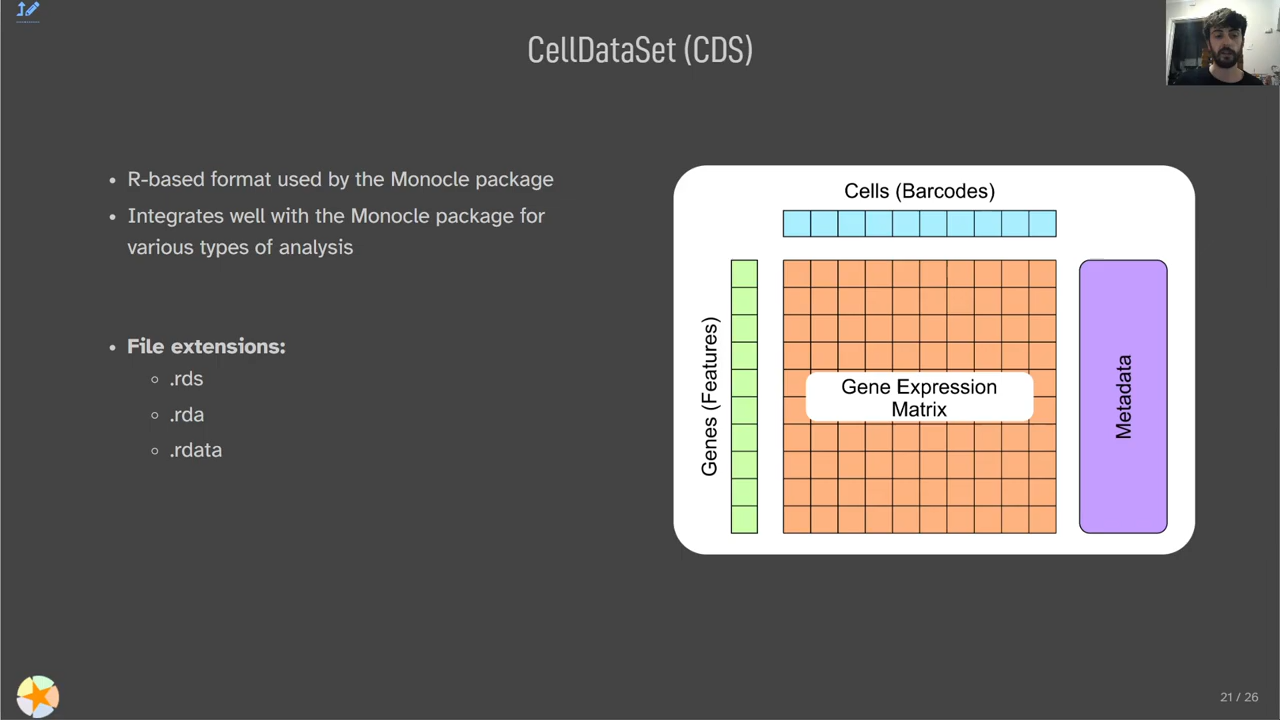 CellDataSet (CDS)
R-based format used by the Monocle package
Integrates well with the Monocle package for
various types of analysis
File extensions:
.rds
.rda
.rdata
Cells (Barcodes)
Genes (Features)
Gene Expression
Matrix
Metadata
21 / 26